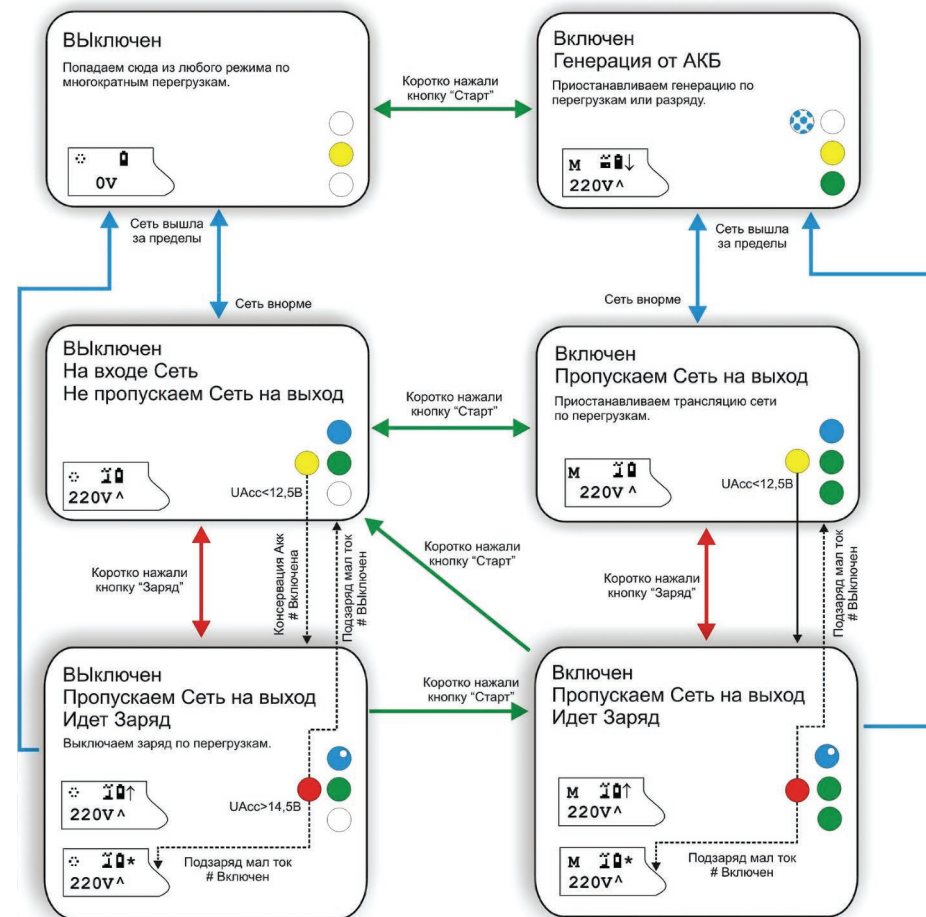 ВЫключен
Попадаем сюда из любого режима по
многократным перегрузкам.
0V
Коротко нажали
кнопку “Старт”
Включен
Генерация от АКБ
Приостанавливаем генерацию по
перегрузкам или разряду.
М
220V^
Сеть вышла
за пределы
Сеть внорме
Сеть вышла
за пределы
Сеть внорме
ВЫключен
На входе Сеть
Не пропускаем Сеть на выход
220V ^
UAcc<12,5В
Коротко нажали
кнопку “Старт”
Включен
Пропускаем Сеть на выход
Приостанавливаем трансляцию сети
по перегрузкам.
М
220V ^
UAcc<12,5В
Коротко нажали
кнопку “Заряд”
Консервация Акк
# Включена
Подзаряд мал ток
# ВЫключен
Коротко нажали
кнопку “Старт”
Коротко нажали
кнопку “Заряд”
Подзаряд мал ток
# ВЫключен
ВЫключен
Пропускаем Сеть на выход
Идет Заряд
Выключаем заряд по перегрузкам.
↑
220V^
UAcc>14,5В
*
220V^
Подзаряд мал ток
# Включен
Коротко нажали
кнопку “Старт”
Включен
Пропускаем Сеть на выход
Идет Заряд
М ↑
220V^
М *
220V^
Подзаряд мал ток
# Включен